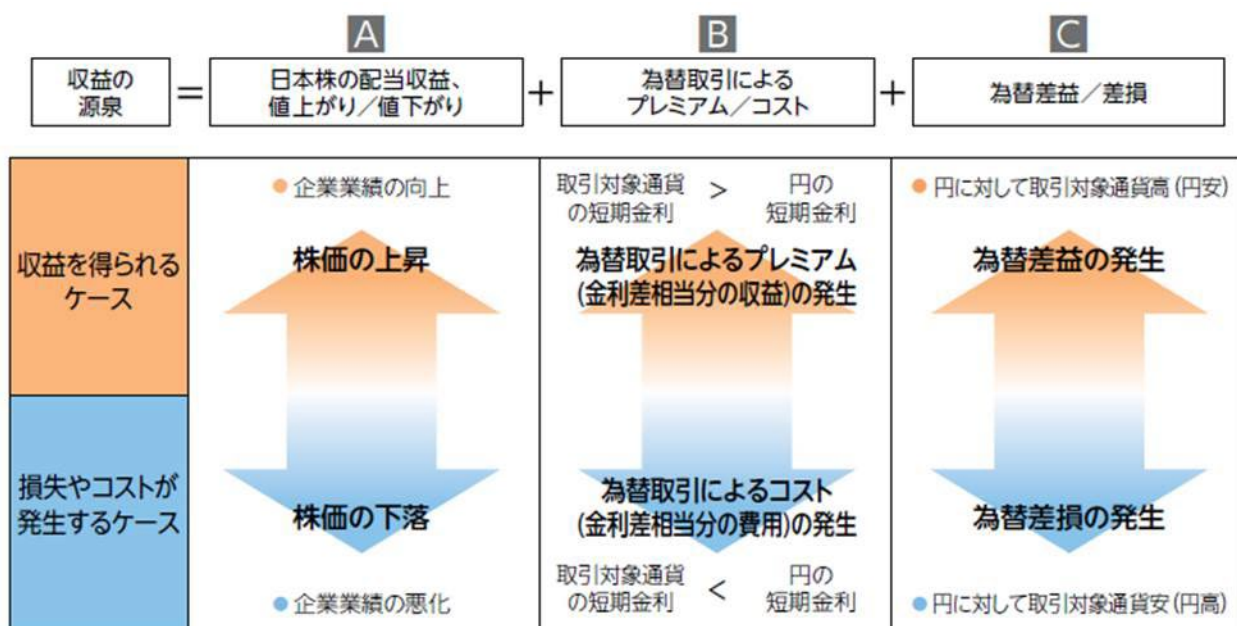 A
B
C
収益の
源泉
=
日本株の配当収益、
値上がり／値下がり
+
為替取引による
プレミアム／コスト
+
為替差益／差損
収益を得られる
ケース
● 企業業績の向上
株価の上昇
取引対象通貨
の短期金利
>
円の
短期金利
為替取引によるプレミアム
(金利差相当分の収益)の発生
● 円に対して取引対象通貨高(円安)
為替差益の発生
損失やコストが
発生するケース
株価の下落
● 企業業績の悪化
為替取引によるコスト
(金利差相当分の費用)の発生
取引対象通貨
の短期金利
<
円の
短期金利
為替差損の発生
● 円に対して取引対象通貨安(円高)